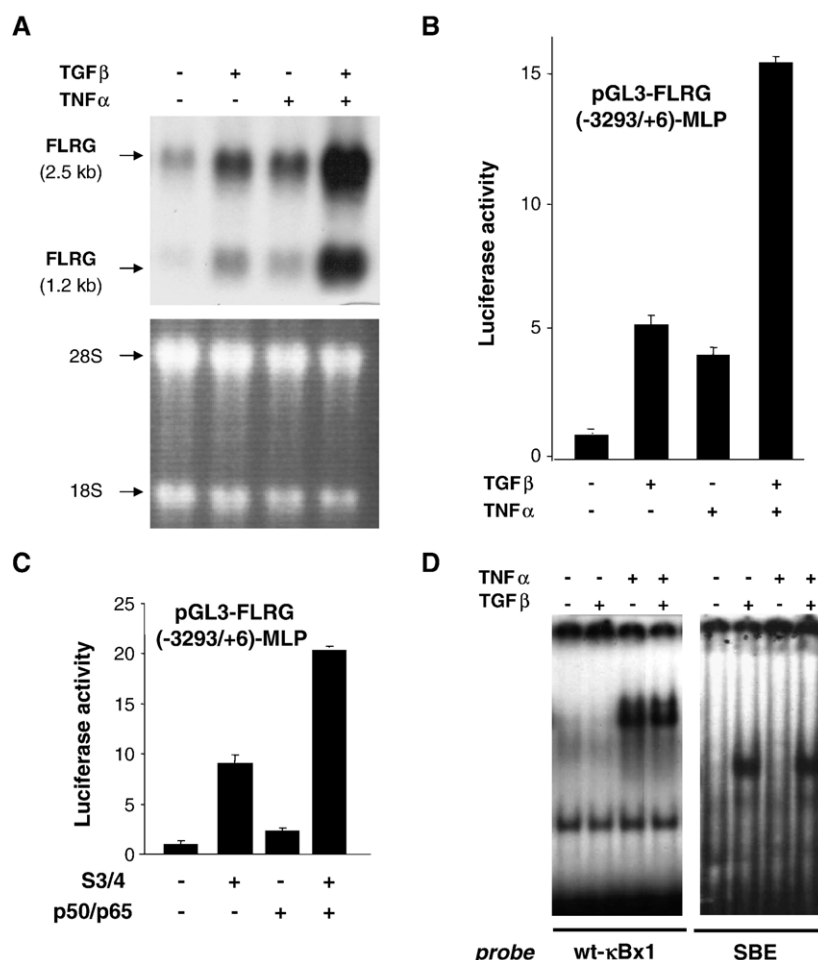 A
TGFβ - + - +
TNFα - - + +
FLRG
(2.5 kb)
FLRG
(1.2 kb)
28S
18S
B
pGL3-FLRG
(-3293/+6)-MLP
Luciferase activity
15
10
5
0
TGFβ - + - +
TNFα - - + +
C
pGL3-FLRG
(-3293/+6)-MLP
Luciferase activity
25
20
10
5
0
S3/4 - + - +
p50/p65 - - + +
D
TNFα - - + + - - + +
TGFβ - + - + - + - +
probe wt-κBx1 SBE